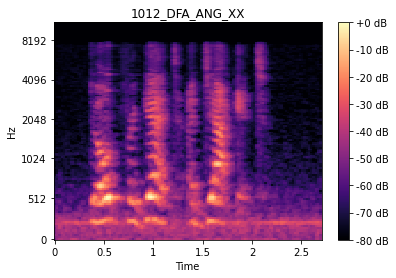 1012_DFA_ANG_XX
8192
4096
2048
1024
512
0
Hz
0 0.5 1 1.5 2 2.5
Time
+0 dB
-10 dB
-20 dB
-30 dB
-40 dB
-50 dB
-60 dB
-70 dB
-80 dB